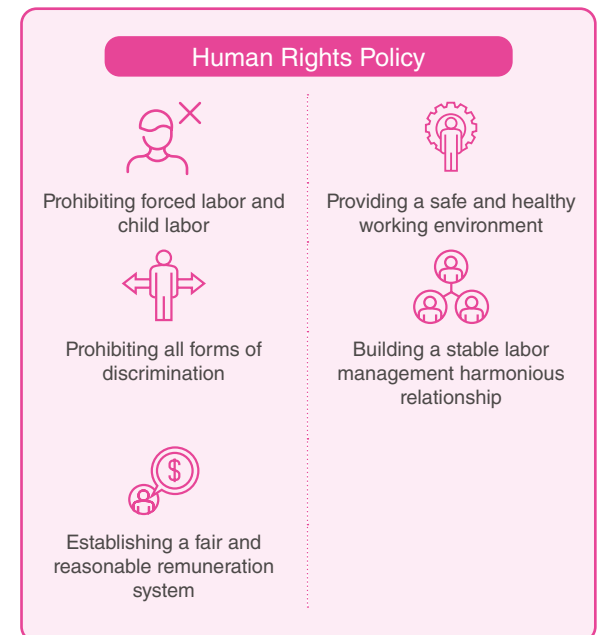 Human Rights Policy
Prohibiting forced labor and
child labor
Providing a safe and healthy
working environment
Prohibiting all forms of
discrimination
Building a stable labor
management harmonious
relationship
$
Establishing a fair and
reasonable remuneration
system